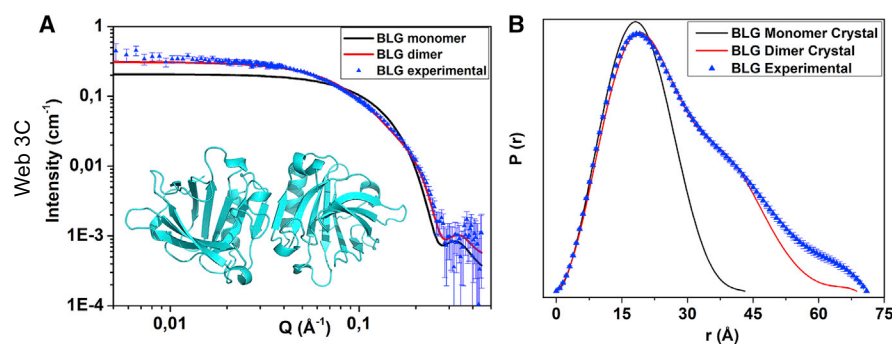 A
Web 3C
Intensity (cm⁻¹)
1
0,1
0,01
1E-3
1E-4
BLG monomer
BLG dimer
BLG experimental
0,01
0,1
Q (Å⁻¹)
B
P (r)
BLG Monomer Crystal
BLG Dimer Crystal
BLG Experimental
0
15
30
45
60
75
r (Å)